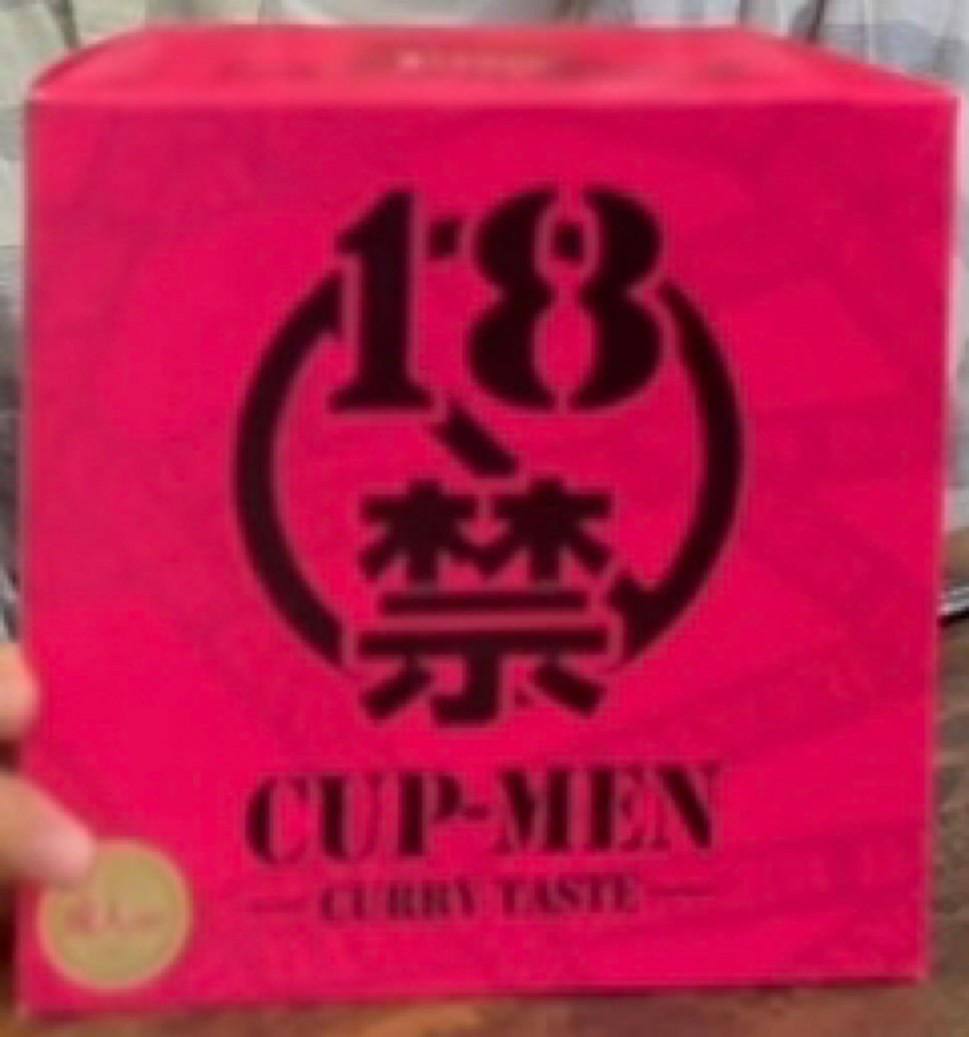 18
禁
CUP-MEN
CURRY TASTE